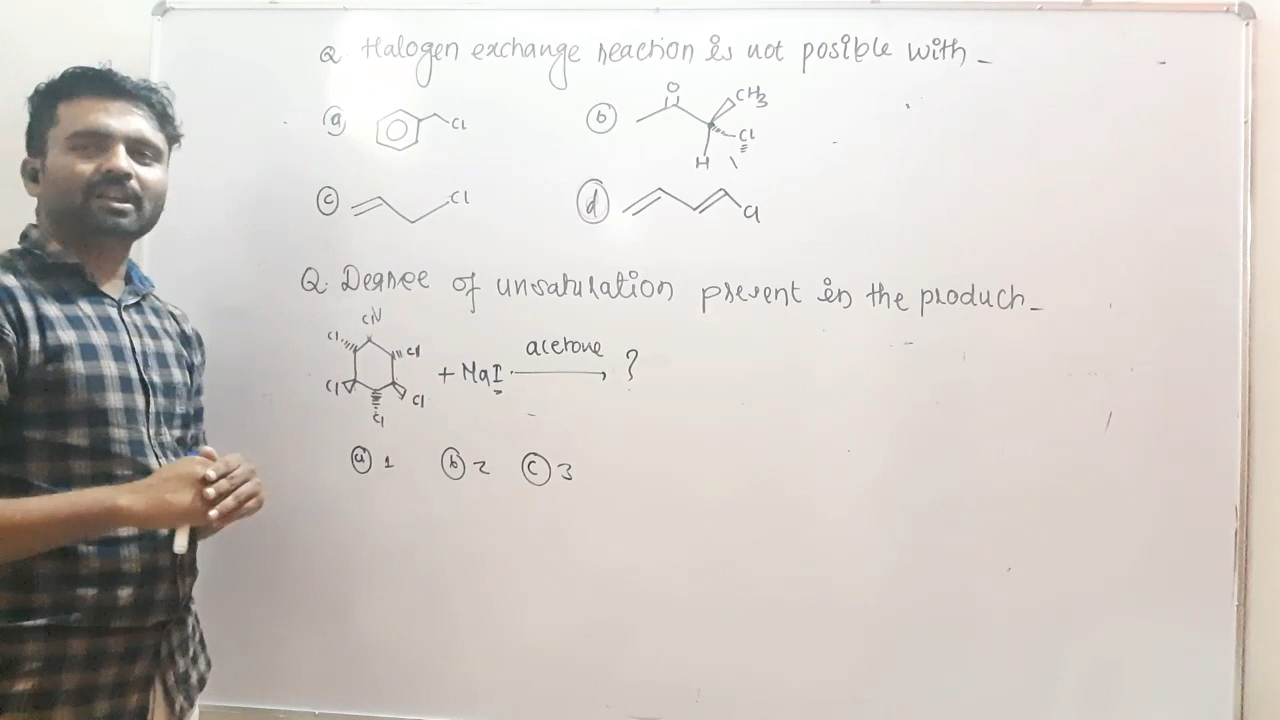 Q. Halogen exchange reaction is not posible with -
(a) Cl
(b) O CH3 Cl H
(c) Cl
(d) Cl
Q. Degree of unsaturation present in the product -
CN
Cl Cl
Cl Cl
Cl
+ NaI acetone ?
(a) 1 (b) 2 (c) 3